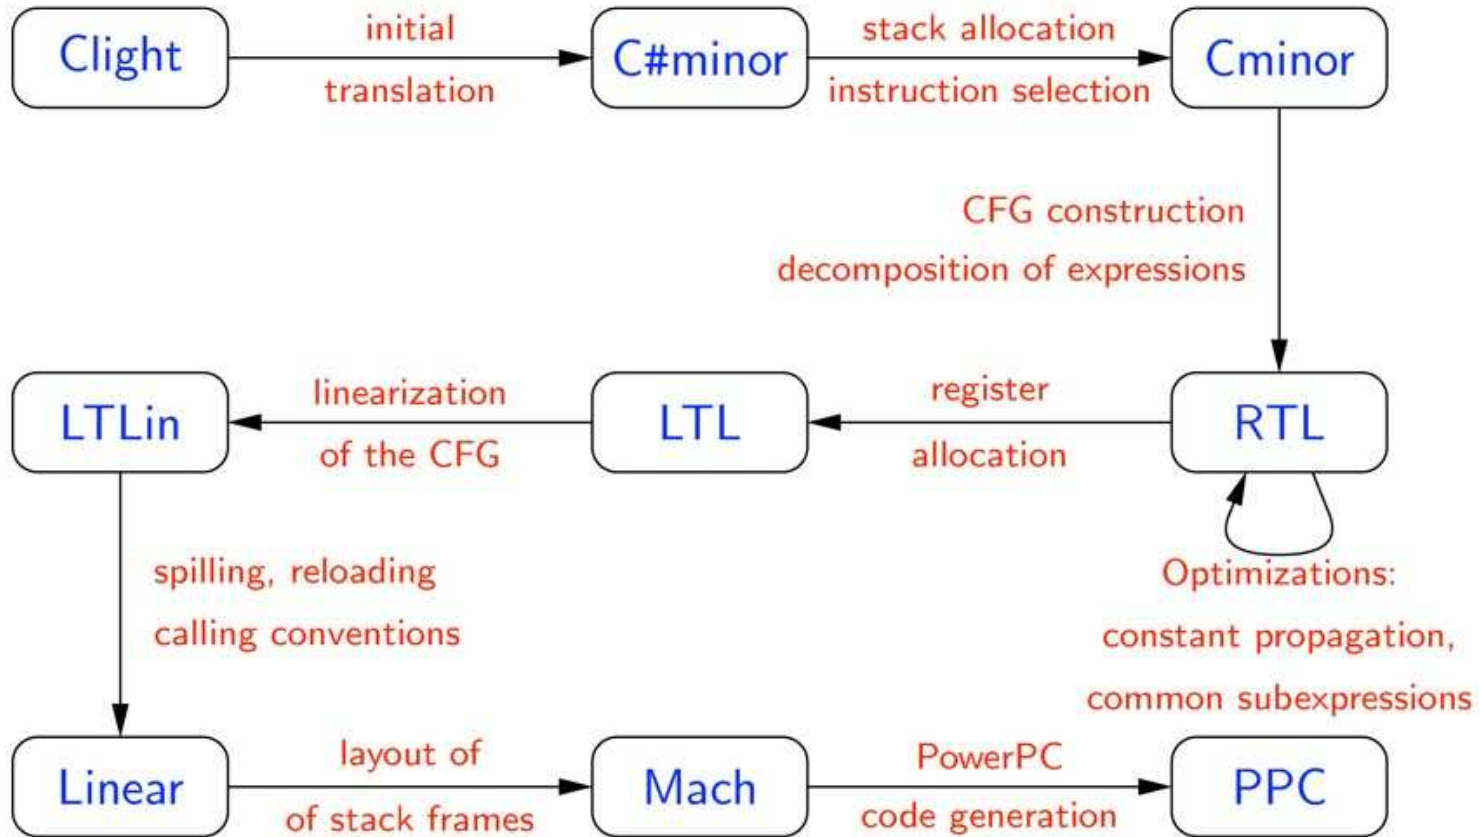 Clight
initial
translation
C#minor
stack allocation
instruction selection
Cminor
CFG construction
decomposition of expressions
RTL
Optimizations:
constant propagation,
common subexpressions
register
allocation
LTL
linearization
of the CFG
LTLin
spilling, reloading
calling conventions
Linear
layout of
of stack frames
Mach
PowerPC
code generation
PPC